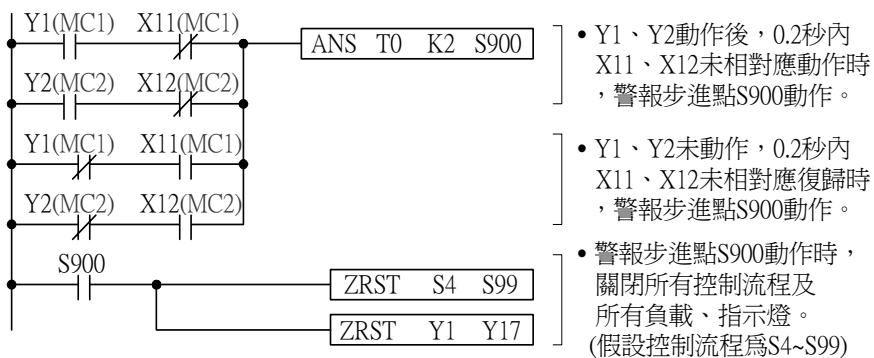 Y1(MC1) X11(MC1)
ANS T0 K2 S900
Y2(MC2) X12(MC2)
Y1(MC1) X11(MC1)
Y2(MC2) X12(MC2)
S900
ZRST S4 S99
ZRST Y1 Y17
• Y1、Y2動作後，0.2秒內
X11、X12未相對應動作時
，警報步進點S900動作。
• Y1、Y2未動作，0.2秒內
X11、X12未相對應復歸時
，警報步進點S900動作。
• 警報步進點S900動作時，
關閉所有控制流程及
所有負載、指示燈。
(假設控制流程爲S4~S99)